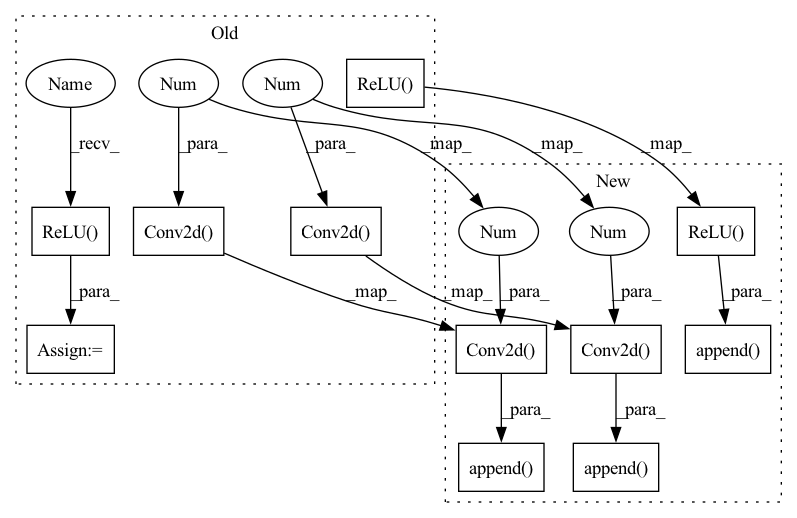 Old
Name
Num
Num
ReLU()
_recv_
_para_
_para_
_map_
_map_
_map_
New
ReLU()
Conv2d()
Conv2d()
Num
Num
ReLU()
_para_
_map_
_map_
_para_
_para_
_para_
Assign:=
Conv2d()
Conv2d()
append()
_para_
_para_
append()
append()